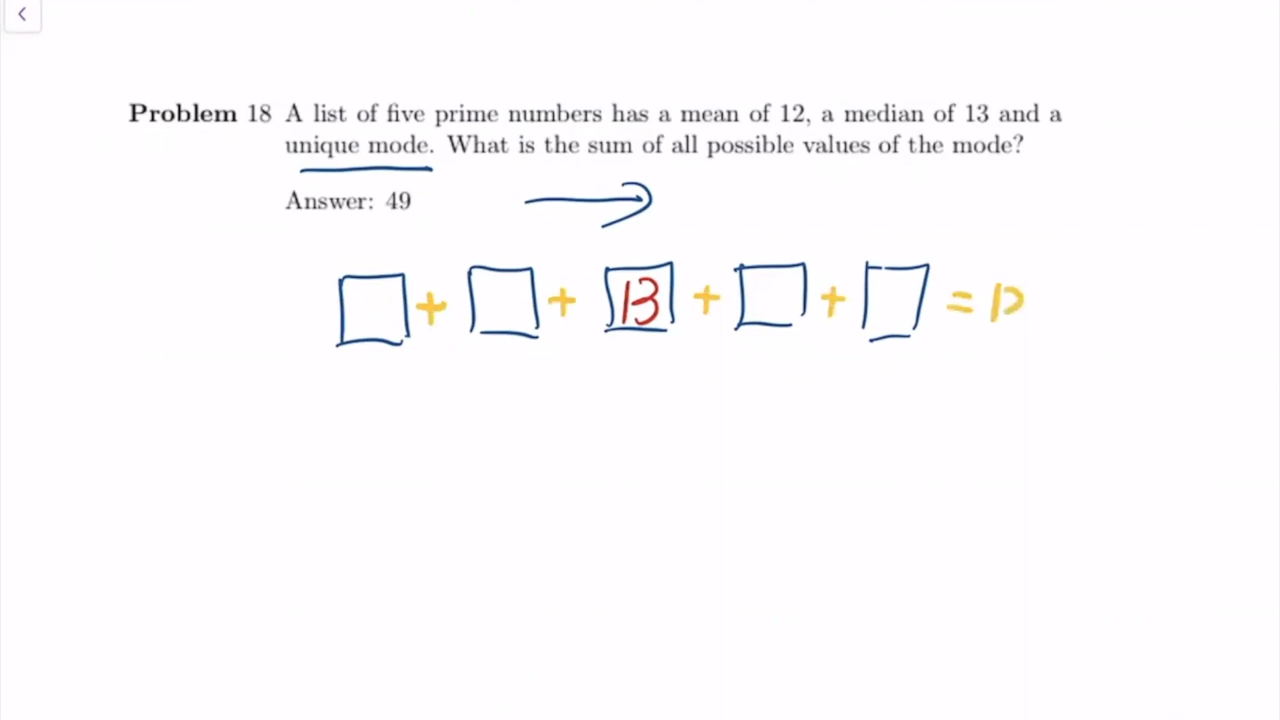 Problem 18 A list of five prime numbers has a mean of 12, a median of 13 and a
unique mode. What is the sum of all possible values of the mode?
Answer: 49
+ + 13 + + =